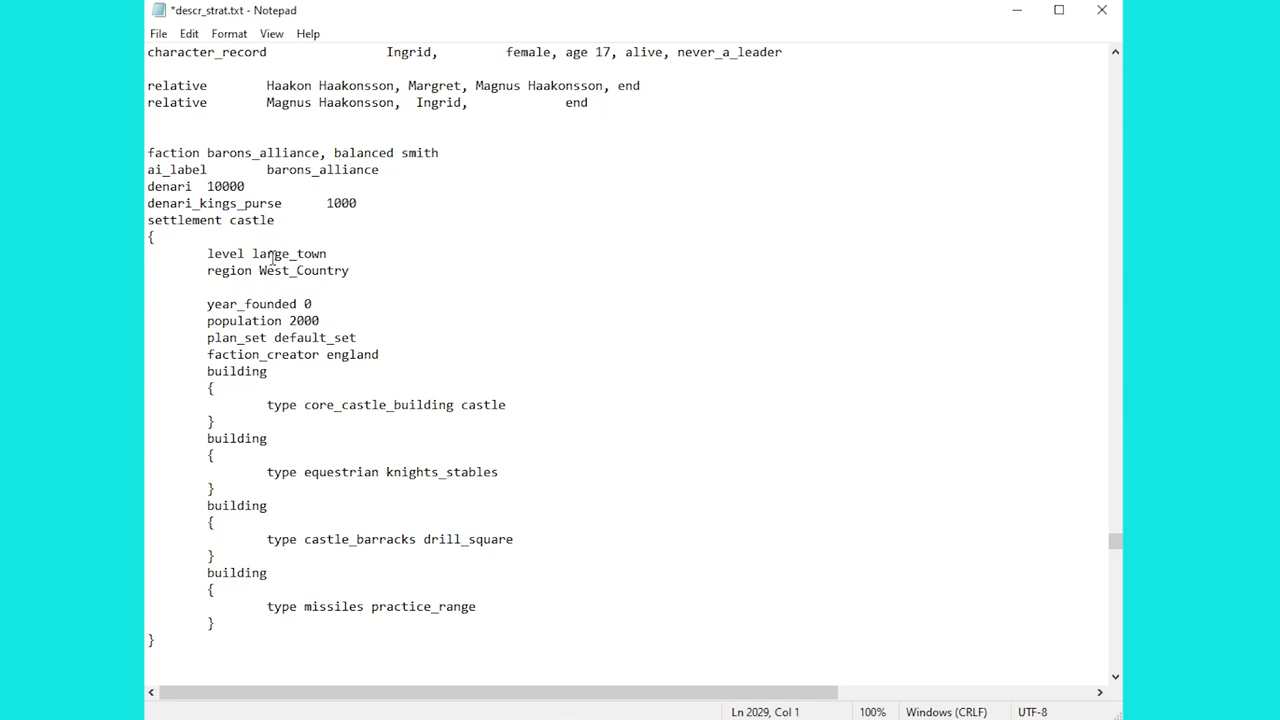 *descr_strat.txt - Notepad
File Edit Format View Help
character_record Ingrid, female, age 17, alive, never_a_leader
relative Haakon Haakonsson, Margret, Magnus Haakonsson, end
relative Magnus Haakonsson, Ingrid, end
faction barons_alliance, balanced smith
ai_label barons_alliance
denari 10000
denari_kings_purse 1000
settlement castle
{
level large_town
region West_Country
year_founded 0
population 2000
plan_set default_set
faction_creator england
building
{
type core_castle_building castle
}
building
{
type equestrian knights_stables
}
building
{
type castle_barracks drill_square
}
building
{
type missiles practice_range
}
}
Ln 2029, Col 1 100% Windows (CRLF) UTF-8